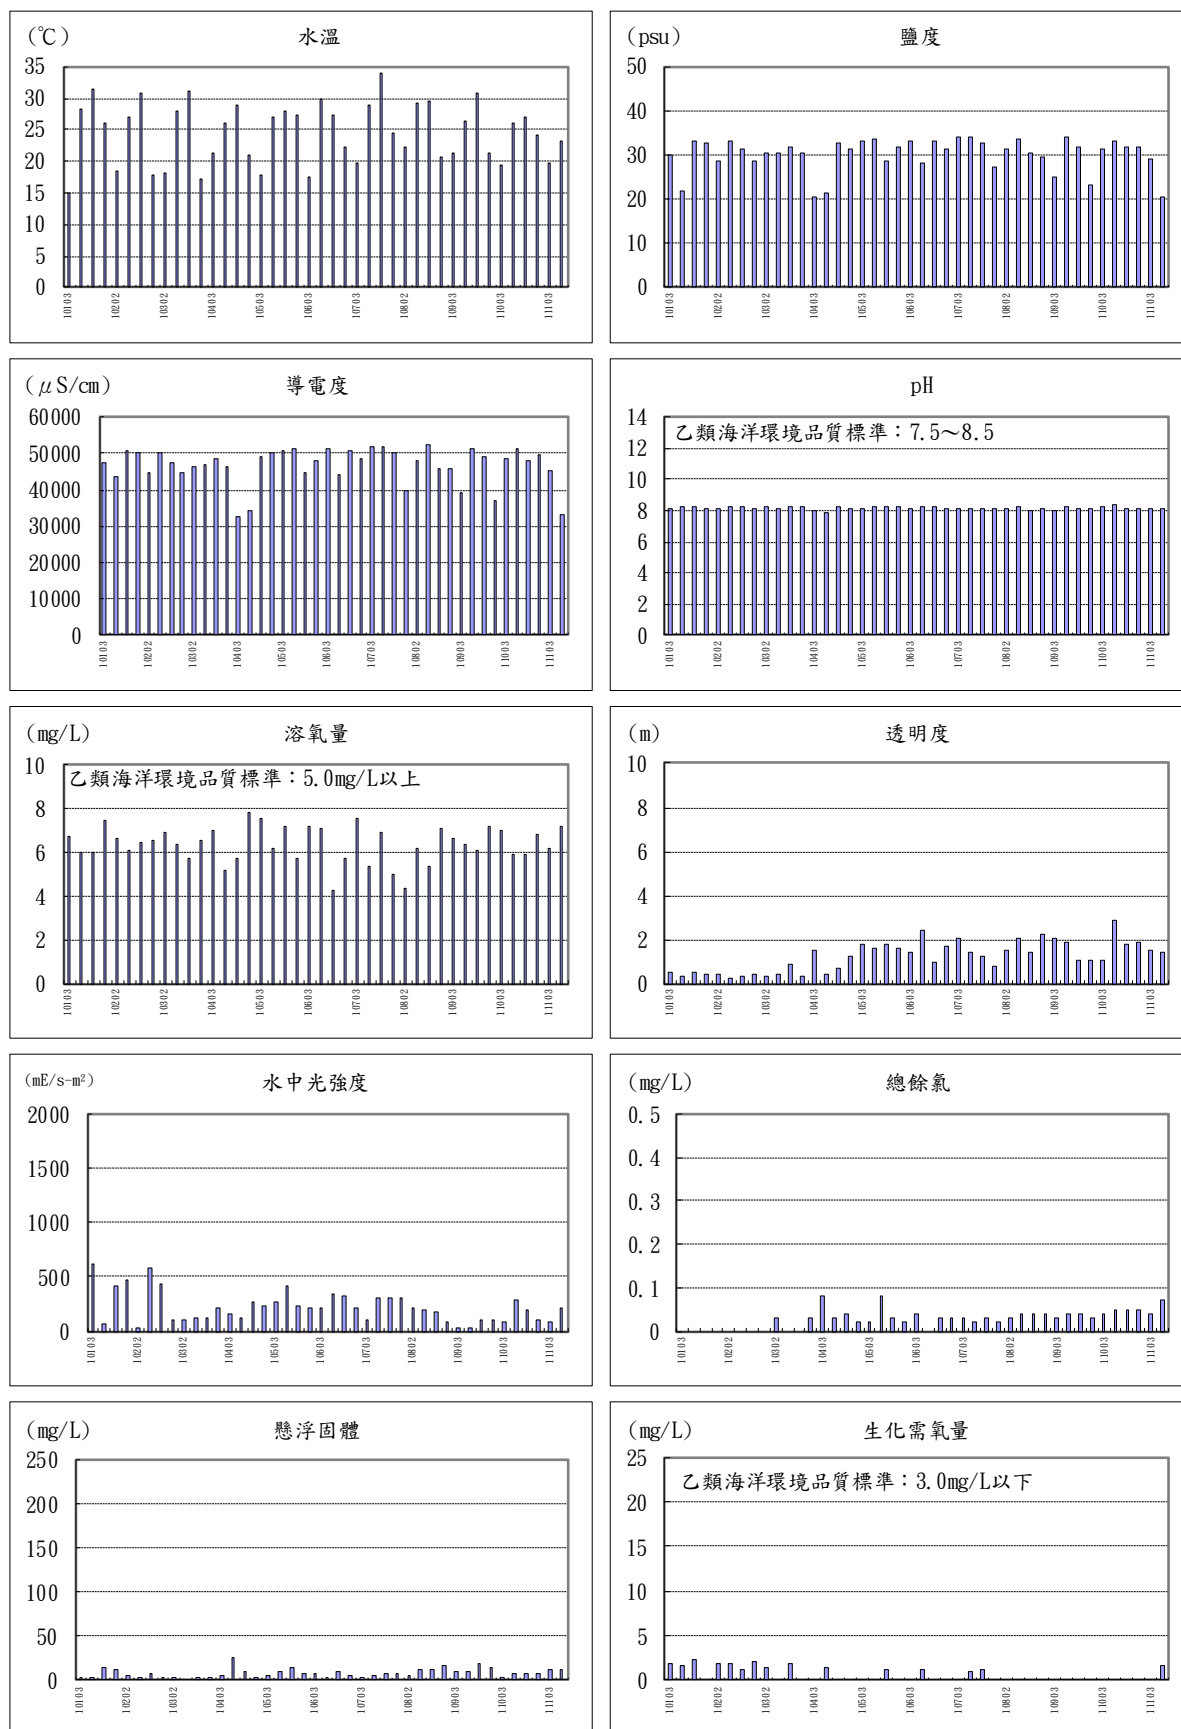 (℃) 水溫
35
30
25
20
15
10
5
0
10103 10202 10302 10403 10503 10603 10703 10802 10903 11003 11103
(psu) 鹽度
50
40
30
20
10
0
10103 10202 10302 10403 10503 10603 10703 10802 10903 11003 11103
(μS/cm) 導電度
60000
50000
40000
30000
20000
10000
0
10103 10202 10302 10403 10503 10603 10703 10802 10903 11003 11103
pH
14
12
10
8
6
4
2
0
乙類海洋環境品質標準：7.5～8.5
10103 10202 10302 10403 10503 10603 10703 10802 10903 11003 11103
(mg/L) 溶氧量
10
8
6
4
2
0
乙類海洋環境品質標準：5.0mg/L以上
10103 10202 10302 10403 10503 10603 10703 10802 10903 11003 11103
(m) 透明度
10
8
6
4
2
0
10103 10202 10302 10403 10503 10603 10703 10802 10903 11003 11103
(mE/s-m²) 水中光強度
2000
1500
1000
500
0
10103 10202 10302 10403 10503 10603 10703 10802 10903 11003 11103
(mg/L) 總餘氯
0.5
0.4
0.3
0.2
0.1
0
10103 10202 10302 10403 10503 10603 10703 10802 10903 11003 11103
(mg/L) 懸浮固體
250
200
150
100
50
0
10103 10202 10302 10403 10503 10603 10703 10802 10903 11003 11103
(mg/L) 生化需氧量
25
20
15
10
5
0
乙類海洋環境品質標準：3.0mg/L以下
10103 10202 10302 10403 10503 10603 10703 10802 10903 11003 11103